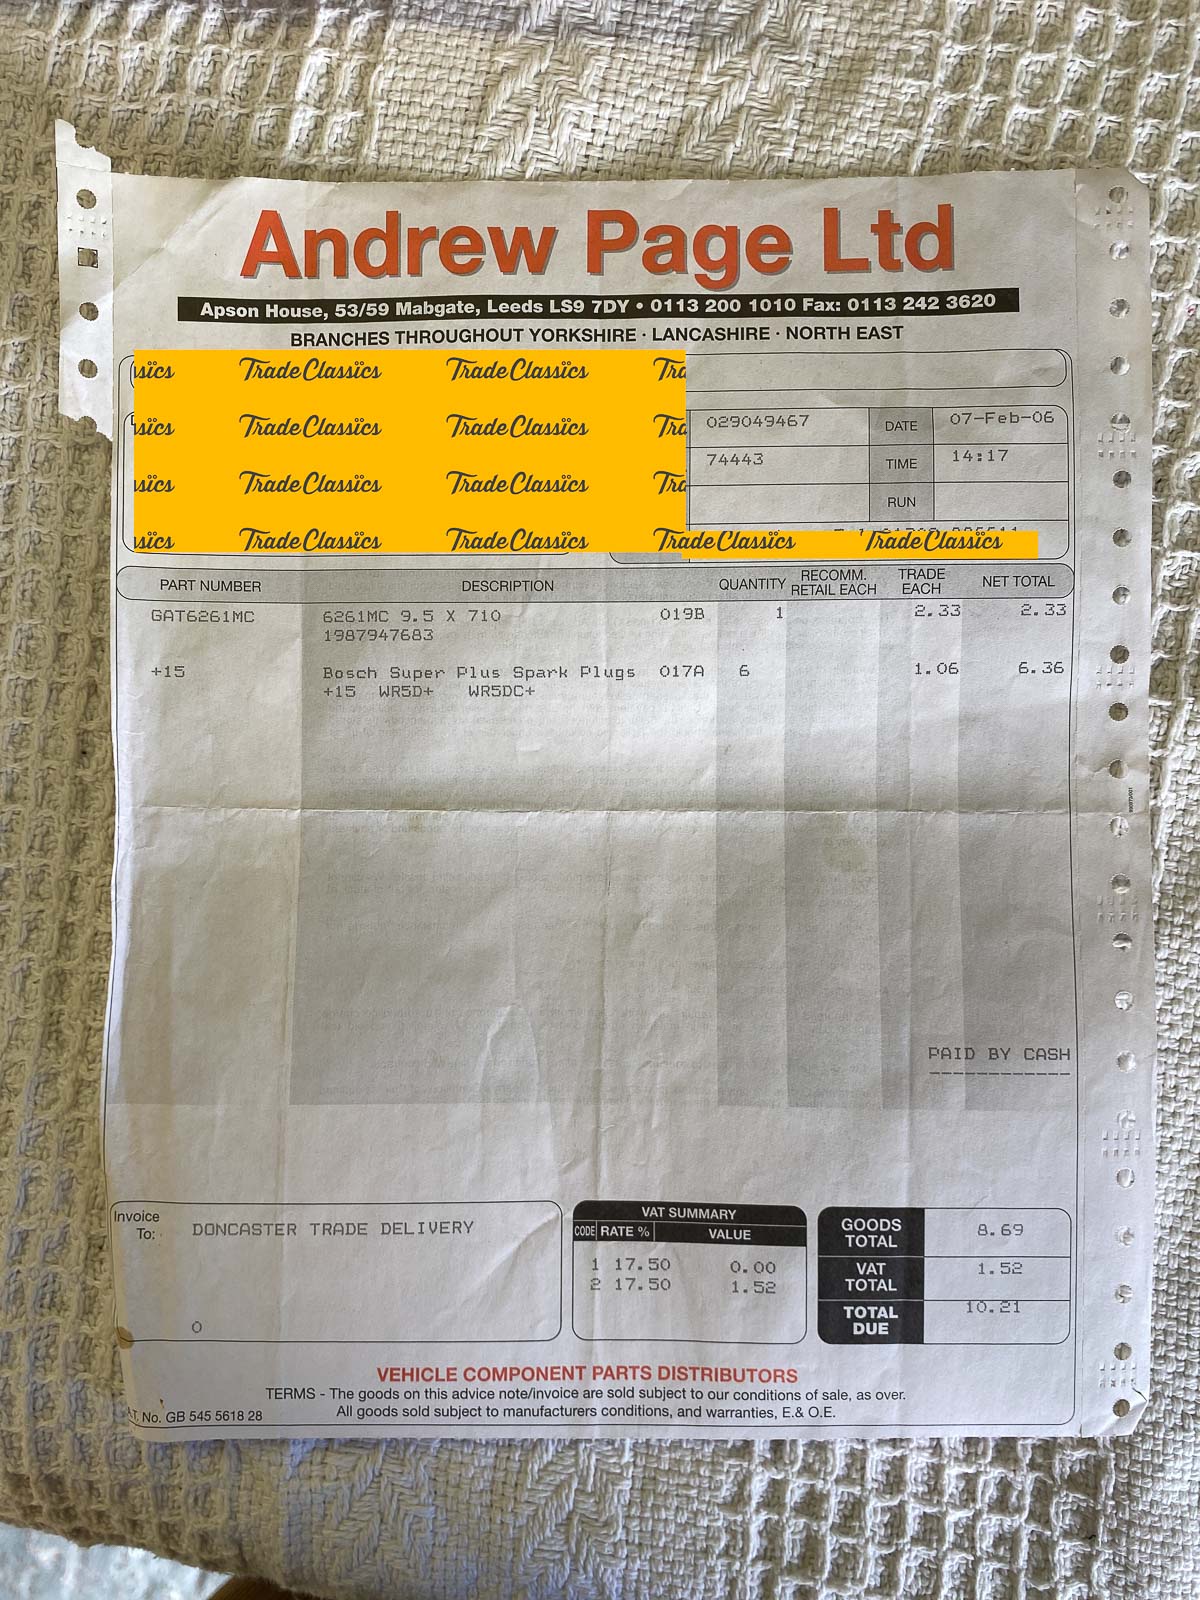 Andrew Page Ltd
Apson House, 53/59 Mabgate, Leeds LS9 7DY • 0113 200 1010 Fax: 0113 242 3620
BRANCHES THROUGHOUT YORKSHIRE · LANCASHIRE · NORTH EAST
Trade Classics Trade Classics
Trade Classics Trade Classics
Trade Classics Trade Classics
Trade Classics Trade Classics Trade Classics Trade Classics
029049467 DATE 07-Feb-06
74443 TIME 14:17
RUN
PART NUMBER DESCRIPTION QUANTITY RECOMM. RETAIL EACH TRADE EACH NET TOTAL
GAT6261MC 6261MC 9.5 X 710 019B 1 2.33 2.33
1987947683
+15 Bosch Super Plus Spark Plugs 017A 6 1.06 6.36
+15 WR5D+ WR5DC+
PAID BY CASH
Invoice To: DONCASTER TRADE DELIVERY
0
VAT SUMMARY
CODE RATE % VALUE
1 17.50 0.00
2 17.50 1.52
GOODS TOTAL 8.69
VAT TOTAL 1.52
TOTAL DUE 10.21
VEHICLE COMPONENT PARTS DISTRIBUTORS
TERMS - The goods on this advice note/invoice are sold subject to our conditions of sale, as over.
All goods sold subject to manufacturers conditions, and warranties, E.& O.E.
No. GB 545 5618 28